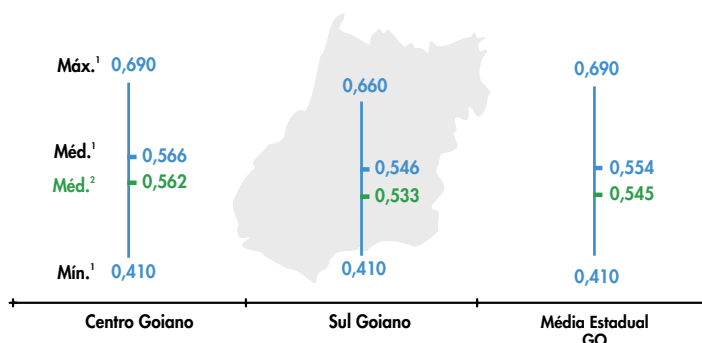 Máx.¹ 0,690
0,660
0,690
Méd.¹ 0,566
0,546
0,554
Méd.² 0,562
0,533
0,545
Mín.¹ 0,410
0,410
0,410
Centro Goiano
Sul Goiano
Média Estadual
GO